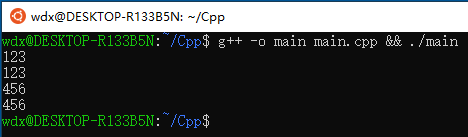 wdx@DESKTOP-R133B5N: ~/Cpp
wdx@DESKTOP-R133B5N:~/Cpp$ g++ -o main main.cpp && ./main
123
123
456
456
wdx@DESKTOP-R133B5N:~/Cpp$